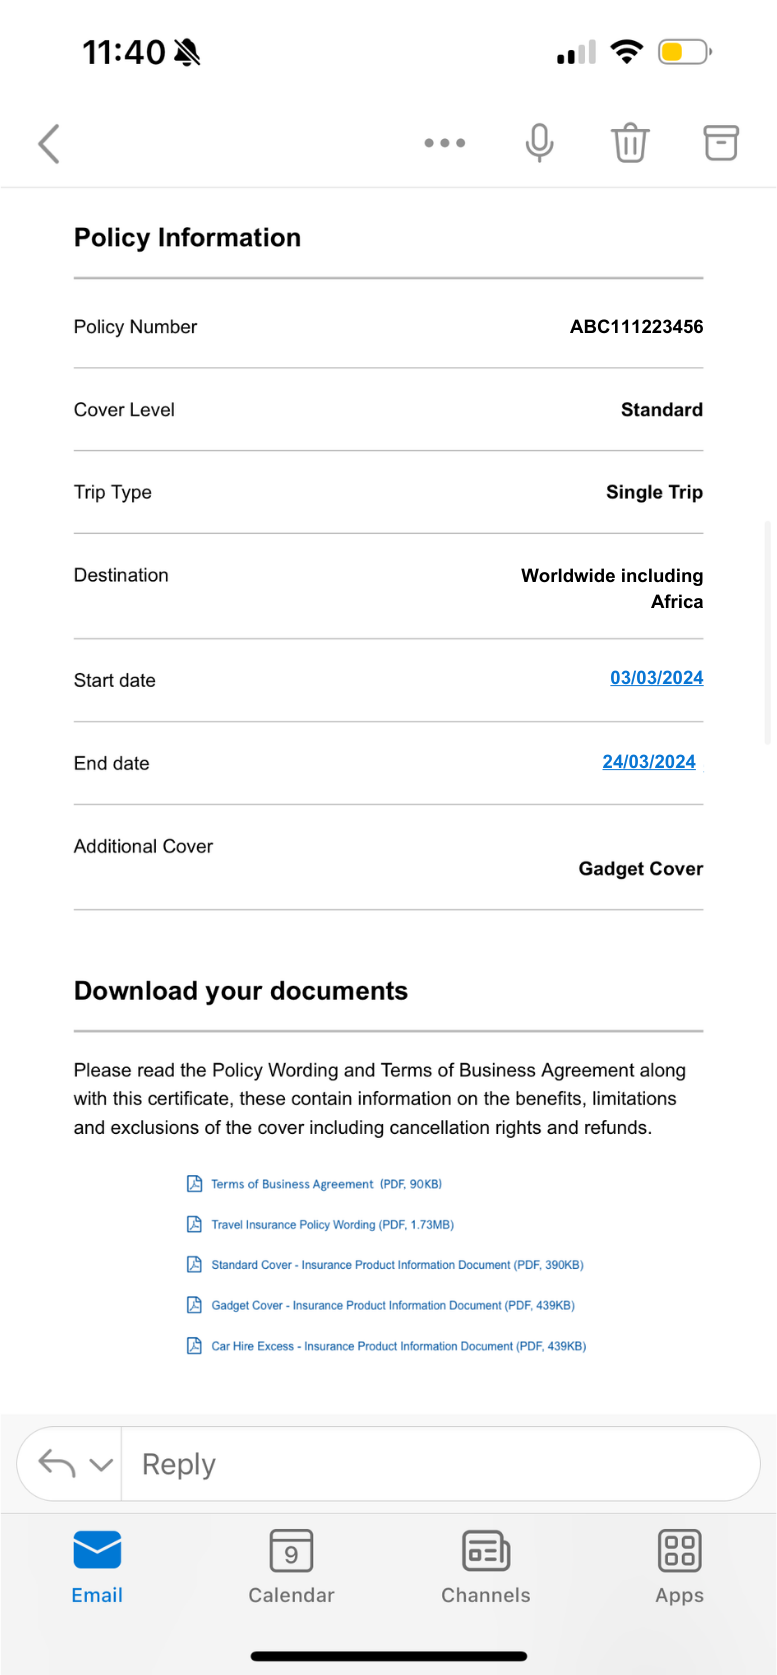 11:40
Policy Information
Policy Number ABC111223456
Cover Level Standard
Trip Type Single Trip
Destination Worldwide including
Africa
Start date 03/03/2024
End date 24/03/2024
Additional Cover
Gadget Cover
Download your documents
Please read the Policy Wording and Terms of Business Agreement along
with this certificate, these contain information on the benefits, limitations
and exclusions of the cover including cancellation rights and refunds.
Terms of Business Agreement (PDF, 90KB)
Travel Insurance Policy Wording (PDF, 1.73MB)
Standard Cover - Insurance Product Information Document (PDF, 390KB)
Gadget Cover - Insurance Product Information Document (PDF, 439KB)
Car Hire Excess - Insurance Product Information Document (PDF, 439KB)
Reply
9
Email Calendar Channels Apps